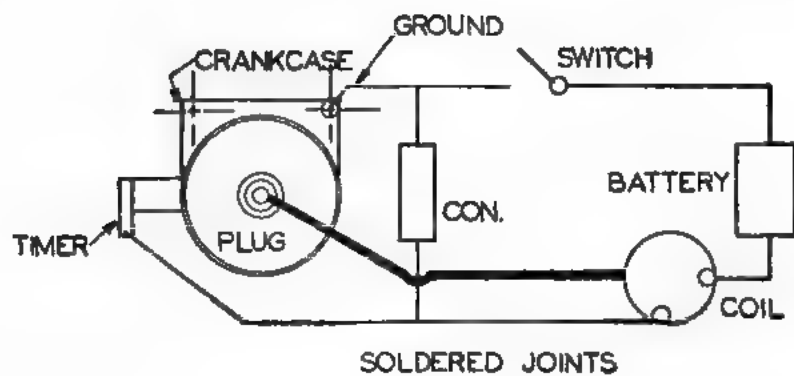 GROUND
CRANKCASE
SWITCH
BATTERY
CON.
TIMER
PLUG
COIL
SOLDERED JOINTS